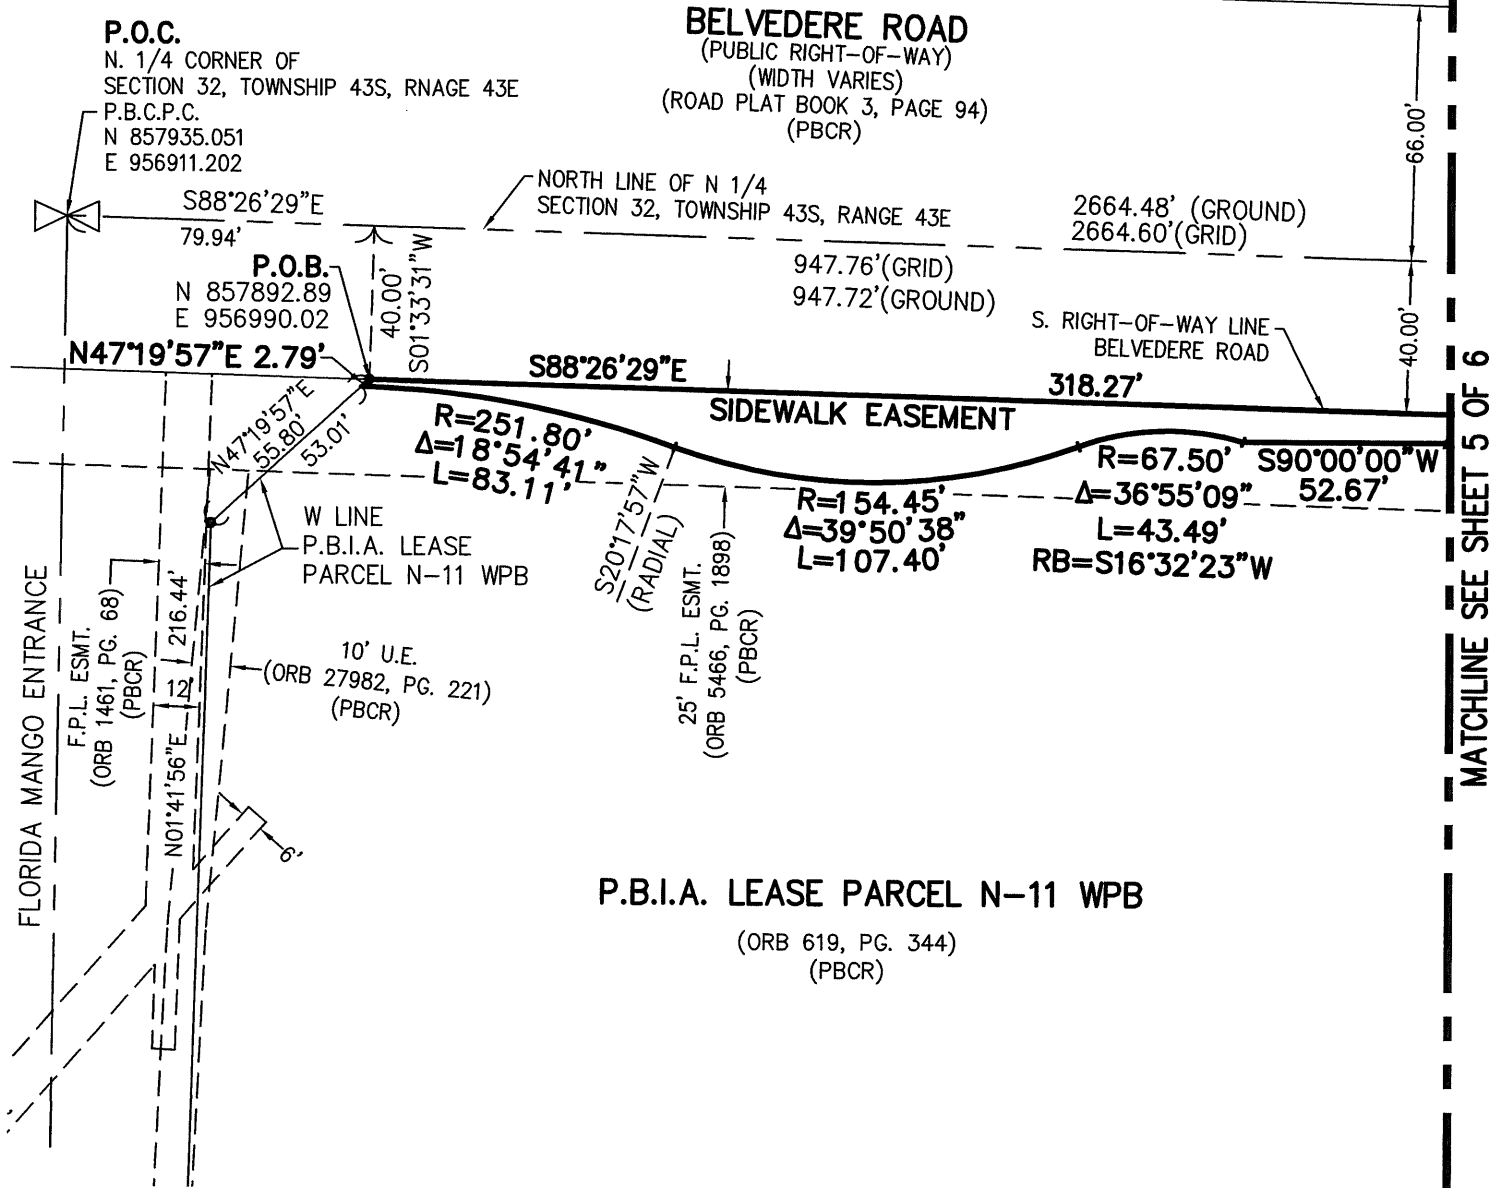 BELVEDERE ROAD
(PUBLIC RIGHT-OF-WAY)
(WIDTH VARIES)
(ROAD PLAT BOOK 3, PAGE 94)
(PBCR)
P.O.C.
N. 1/4 CORNER OF
SECTION 32, TOWNSHIP 43S, RNAGE 43E
P.B.C.P.C.
N 857935.051
E 956911.202
66.00'
S88°26'29"E
79.94'
NORTH LINE OF N 1/4
SECTION 32, TOWNSHIP 43S, RANGE 43E
2664.48' (GROUND)
2664.60'(GRID)
947.76'(GRID)
947.72'(GROUND)
P.O.B.
N 857892.89
E 956990.02
40.00'
S01°33'31"W
S. RIGHT-OF-WAY LINE
BELVEDERE ROAD
40.00'
N47°19'57"E 2.79'
S88°26'29"E
318.27'
SIDEWALK EASEMENT
N47°19'57"E
55.80'
53.01'
R=251.80'
Δ=18°54'41"
L=83.11'
S20°17'57"W
(RADIAL)
R=154.45'
Δ=39°50'38"
L=107.40'
R=67.50'
Δ=36°55'09"
L=43.49'
RB=S16°32'23"W
S90°00'00"W
52.67'
MATCHLINE SEE SHEET 5 OF 6
W LINE
P.B.I.A. LEASE
PARCEL N-11 WPB
25' F.P.L. ESMT.
(ORB 5466, PG. 1898)
(PBCR)
FLORIDA MANGO ENTRANCE
F.P.L. ESMT.
(ORB 1461, PG. 68)
(PBCR)
216.44'
12'
N01°41'56"E
10' U.E.
(ORB 27982, PG. 221)
(PBCR)
6'
P.B.I.A. LEASE PARCEL N-11 WPB
(ORB 619, PG. 344)
(PBCR)